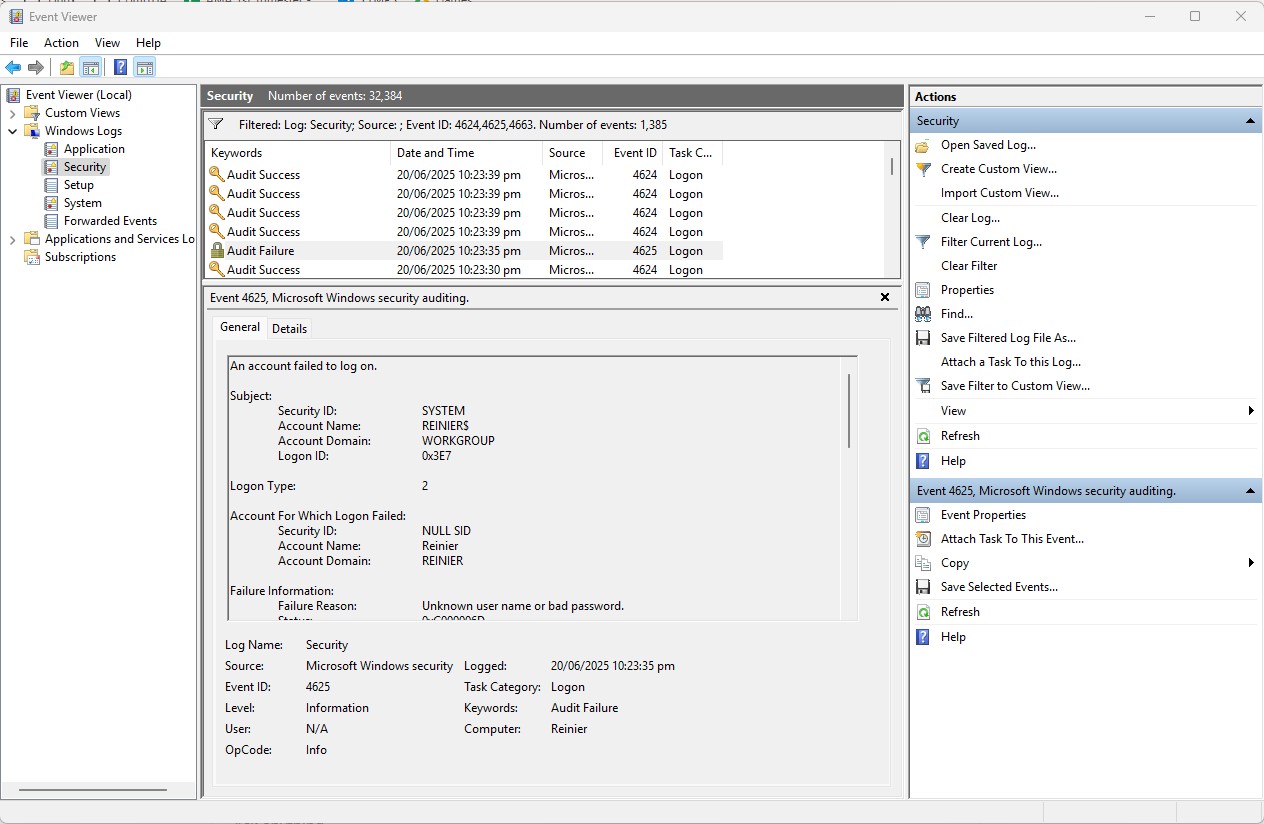 Event Viewer
File Action View Help
Event Viewer (Local)
Custom Views
Windows Logs
Application
Security
Setup
System
Forwarded Events
Applications and Services Lo
Subscriptions
Security Number of events: 32,384
Filtered: Log: Security; Source: ; Event ID: 4624,4625,4663. Number of events: 1,385
Keywords Date and Time Source Event ID Task C...
Audit Success 20/06/2025 10:23:39 pm Micros... 4624 Logon
Audit Success 20/06/2025 10:23:39 pm Micros... 4624 Logon
Audit Success 20/06/2025 10:23:39 pm Micros... 4624 Logon
Audit Success 20/06/2025 10:23:39 pm Micros... 4624 Logon
Audit Failure 20/06/2025 10:23:35 pm Micros... 4625 Logon
Audit Success 20/06/2025 10:23:30 pm Micros... 4624 Logon
Event 4625, Microsoft Windows security auditing.
General Details
An account failed to log on.
Subject:
Security ID: SYSTEM
Account Name: REINIER$
Account Domain: WORKGROUP
Logon ID: 0x3E7
Logon Type: 2
Account For Which Logon Failed:
Security ID: NULL SID
Account Name: Reinier
Account Domain: REINIER
Failure Information:
Failure Reason: Unknown user name or bad password.
Status: 0xC000006D
Log Name: Security
Source: Microsoft Windows security Logged: 20/06/2025 10:23:35 pm
Event ID: 4625 Task Category: Logon
Level: Information Keywords: Audit Failure
User: N/A Computer: Reinier
OpCode: Info
Actions
Security
Open Saved Log...
Create Custom View...
Import Custom View...
Clear Log...
Filter Current Log...
Clear Filter
Properties
Find...
Save Filtered Log File As...
Attach a Task To this Log...
Save Filter to Custom View...
View
Refresh
Help
Event 4625, Microsoft Windows security auditing.
Event Properties
Attach Task To This Event...
Copy
Save Selected Events...
Refresh
Help